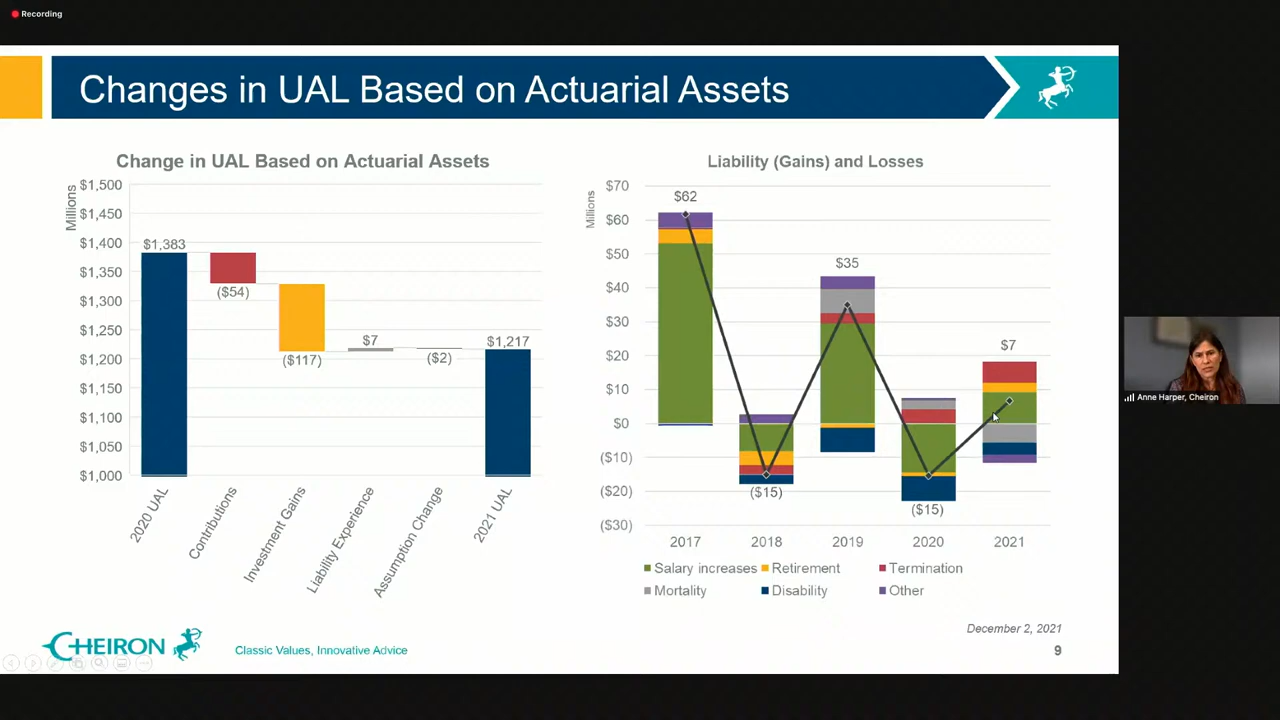 Recording
Changes in UAL Based on Actuarial Assets
Change in UAL Based on Actuarial Assets
Millions
$1,500
$1,450
$1,400
$1,350
$1,300
$1,250
$1,200
$1,150
$1,100
$1,050
$1,000
$1,383
($54)
($117)
$7
($2)
$1,217
2020 UAL
Contributions
Investment Gains
Liability Experience
Assumption Change
2021 UAL
Liability (Gains) and Losses
Millions
$70
$60
$50
$40
$30
$20
$10
$0
($10)
($20)
($30)
$62
($15)
$35
($15)
$7
2017 2018 2019 2020 2021
Salary increases Retirement Termination
Mortality Disability Other
Anne Harper, Cheiron
December 2, 2021
CHEIRON
Classic Values, Innovative Advice
9